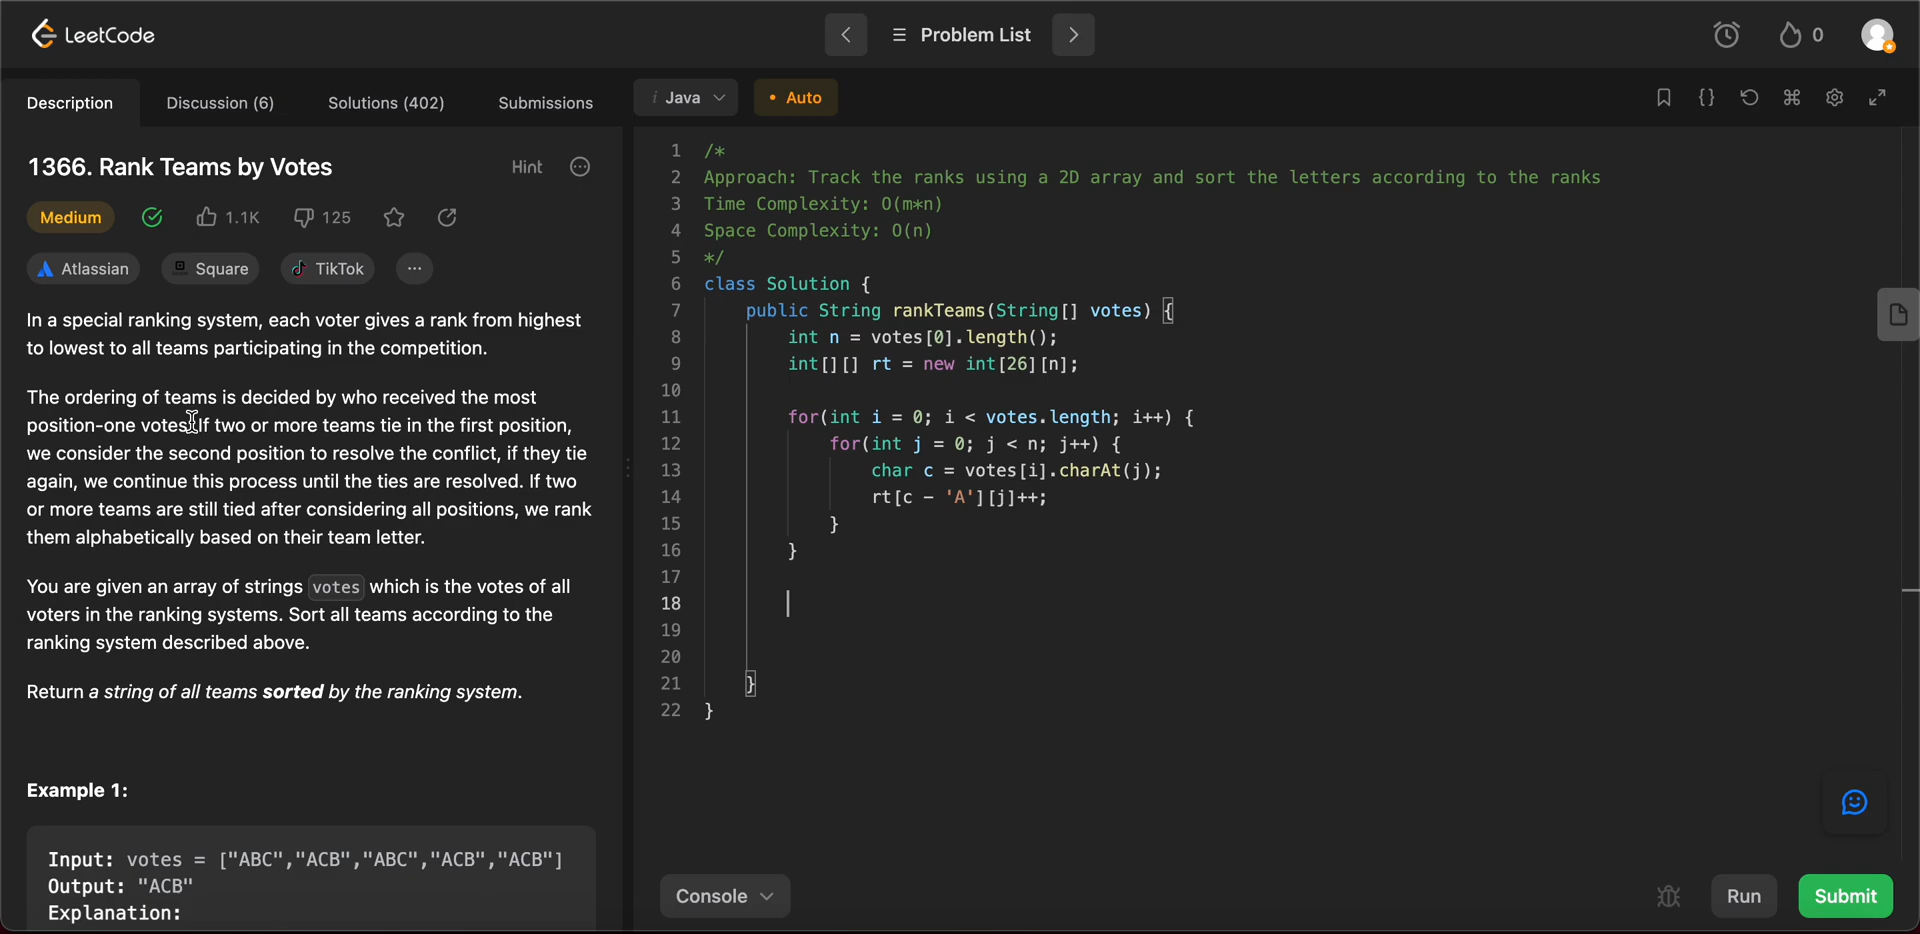 LeetCode
Problem List
0
Description
Discussion (6)
Solutions (402)
Submissions
i Java
• Auto
{}
1366. Rank Teams by Votes
Hint
Medium
1.1K
125
Atlassian
Square
TikTok
...
In a special ranking system, each voter gives a rank from highest
to lowest to all teams participating in the competition.
The ordering of teams is decided by who received the most
position-one votes. If two or more teams tie in the first position,
we consider the second position to resolve the conflict, if they tie
again, we continue this process until the ties are resolved. If two
or more teams are still tied after considering all positions, we rank
them alphabetically based on their team letter.
You are given an array of strings votes which is the votes of all
voters in the ranking systems. Sort all teams according to the
ranking system described above.
Return a string of all teams sorted by the ranking system.
Example 1:
Input: votes = ["ABC","ACB","ABC","ACB","ACB"]
Output: "ACB"
Explanation:
1 /*
2 Approach: Track the ranks using a 2D array and sort the letters according to the ranks
3 Time Complexity: O(m*n)
4 Space Complexity: O(n)
5 */
6 class Solution {
7 public String rankTeams(String[] votes) {
8 int n = votes[0].length();
9 int[][] rt = new int[26][n];
10
11 for(int i = 0; i < votes.length; i++) {
12 for(int j = 0; j < n; j++) {
13 char c = votes[i].charAt(j);
14 rt[c - 'A'][j]++;
15 }
16 }
17
18
19
20
21 }
22 }
Console
Run
Submit